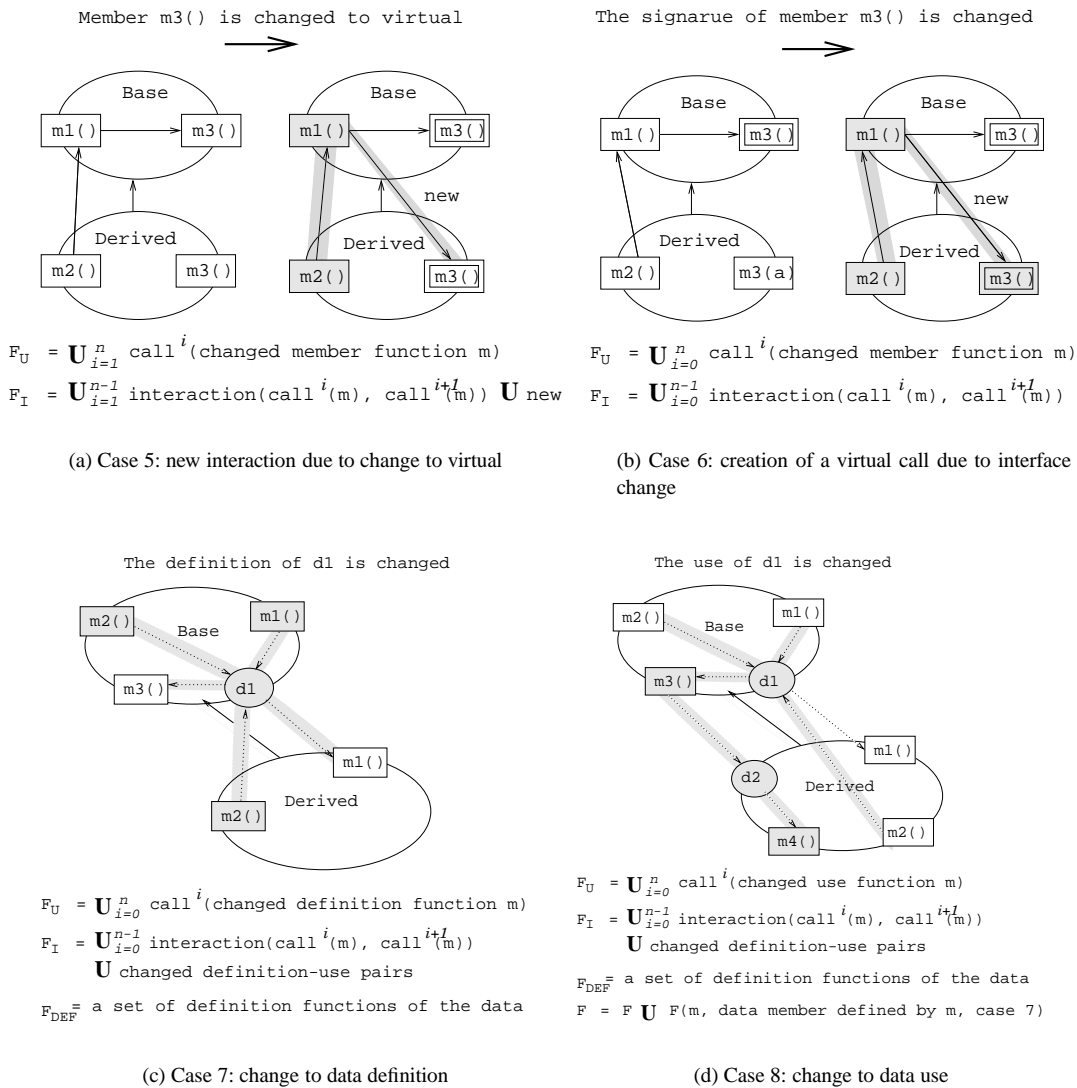 Member m3() is changed to virtual
Base
m1()
m3()
Derived
m2()
m3()
Base
m1()
m3()
new
Derived
m2()
m3()
F_U = U_{i=1}^{n} call^i(changed member function m)
F_I = U_{i=1}^{n-1} interaction(call^i(m), call^{i+1}(m)) U new
(a) Case 5: new interaction due to change to virtual
The signarue of member m3() is changed
Base
m1()
m3()
Derived
m2()
m3(a)
Base
m1()
m3()
new
Derived
m2()
m3()
F_U = U_{i=0}^{n} call^i(changed member function m)
F_I = U_{i=0}^{n-1} interaction(call^i(m), call^{i+1}(m))
(b) Case 6: creation of a virtual call due to interface
change
The definition of d1 is changed
m2()
m1()
Base
m3()
d1
m1()
Derived
m2()
F_U = U_{i=0}^{n} call^i(changed definition function m)
F_I = U_{i=0}^{n-1} interaction(call^i(m), call^{i+1}(m))
U changed definition-use pairs
F_DEF = a set of definition functions of the data
(c) Case 7: change to data definition
The use of d1 is changed
m2()
m1()
Base
m3()
d1
m1()
d2
Derived
m4()
m2()
F_U = U_{i=0}^{n} call^i(changed use function m)
F_I = U_{i=0}^{n-1} interaction(call^i(m), call^{i+1}(m))
U changed definition-use pairs
F_DEF = a set of definition functions of the data
F = F U F(m, data member defined by m, case 7)
(d) Case 8: change to data use